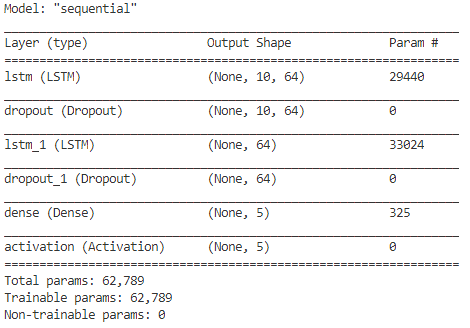 Model: "sequential"
Layer (type) Output Shape Param #
lstm (LSTM) (None, 10, 64) 29440
dropout (Dropout) (None, 10, 64) 0
lstm_1 (LSTM) (None, 64) 33024
dropout_1 (Dropout) (None, 64) 0
dense (Dense) (None, 5) 325
activation (Activation) (None, 5) 0
Total params: 62,789
Trainable params: 62,789
Non-trainable params: 0